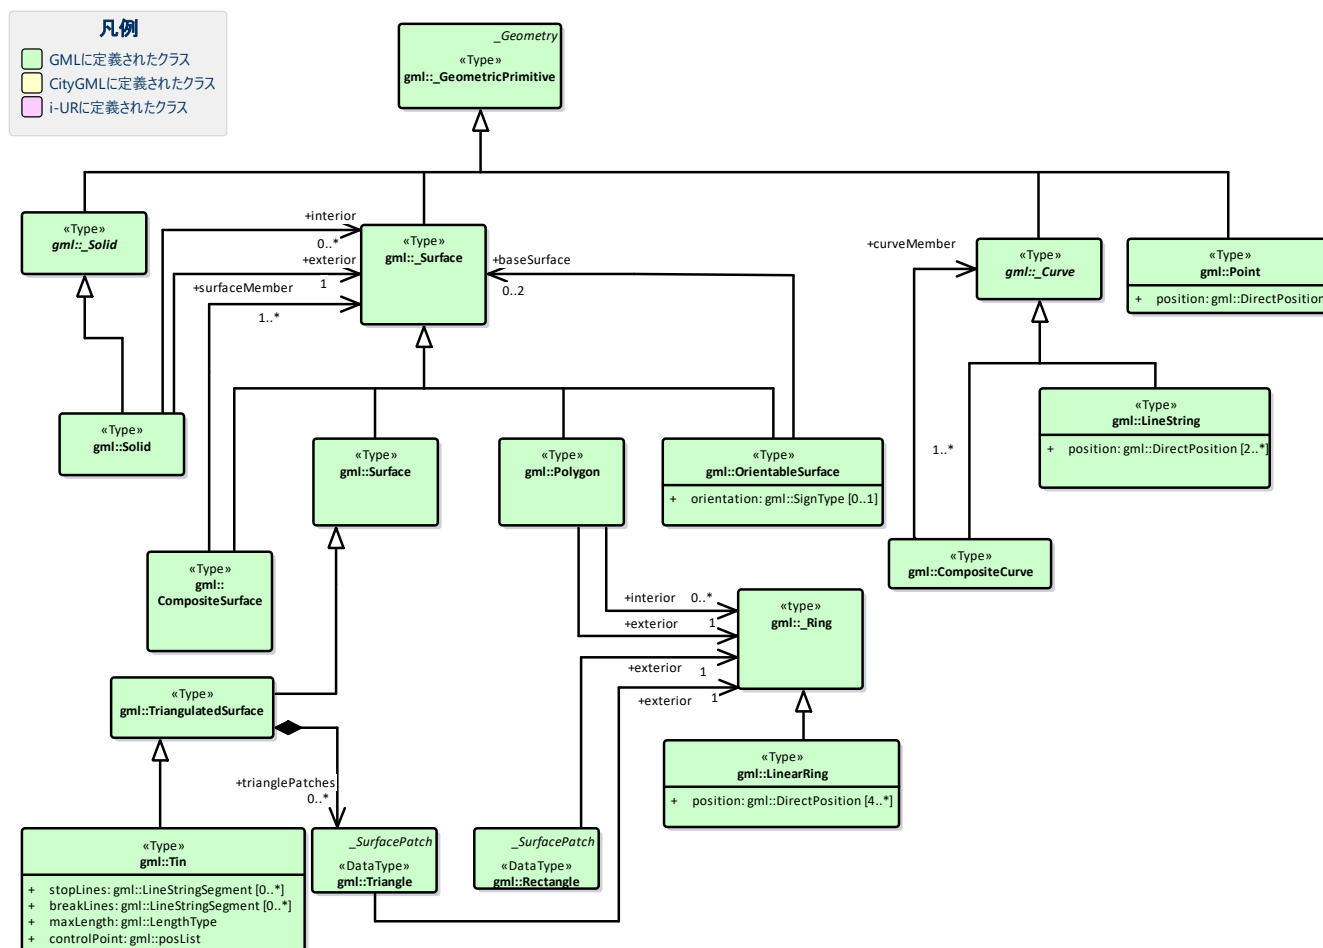 凡例
GMLに定義されたクラス
CityGMLに定義されたクラス
i-URに定義されたクラス
_Geometry
«Type»
gml::_GeometricPrimitive
«Type»
gml::_Solid
+interior
0..*
+exterior
1
+surfaceMember
1..*
«Type»
gml::_Surface
+baseSurface
0..2
+curveMember
«Type»
gml::_Curve
«Type»
gml::Point
+ position: gml::DirectPosition
«Type»
gml::Solid
«Type»
gml::Surface
«Type»
gml::Polygon
«Type»
gml::OrientableSurface
+ orientation: gml::SignType [0..1]
1..*
«Type»
gml::LineString
+ position: gml::DirectPosition [2..*]
«Type»
gml::
CompositeSurface
«Type»
gml::CompositeCurve
+interior 0..*
+exterior 1
+exterior 1
+exterior 1
«type»
gml::_Ring
«Type»
gml::TriangulatedSurface
+trianglePatches
0..*
«Type»
gml::LinearRing
+ position: gml::DirectPosition [4..*]
«Type»
gml::Tin
+ stopLines: gml::LineStringSegment [0..*]
+ breakLines: gml::LineStringSegment [0..*]
+ maxLength: gml::LengthType
+ controlPoint: gml::posList
_SurfacePatch
«DataType»
gml::Triangle
_SurfacePatch
«DataType»
gml::Rectangle